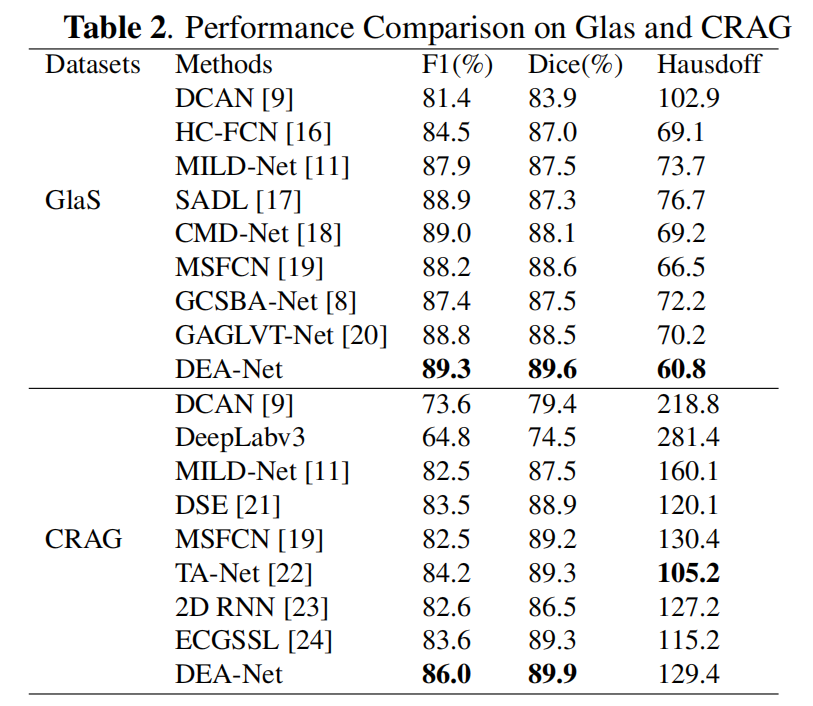 Table 2. Performance Comparison on Glas and CRAG
Datasets Methods F1(%) Dice(%) Hausdoff
DCAN [9] 81.4 83.9 102.9
HC-FCN [16] 84.5 87.0 69.1
MILD-Net [11] 87.9 87.5 73.7
GlaS SADL [17] 88.9 87.3 76.7
CMD-Net [18] 89.0 88.1 69.2
MSFCN [19] 88.2 88.6 66.5
GCSBA-Net [8] 87.4 87.5 72.2
GAGLVT-Net [20] 88.8 88.5 70.2
DEA-Net 89.3 89.6 60.8
DCAN [9] 73.6 79.4 218.8
DeepLabv3 64.8 74.5 281.4
MILD-Net [11] 82.5 87.5 160.1
DSE [21] 83.5 88.9 120.1
CRAG MSFCN [19] 82.5 89.2 130.4
TA-Net [22] 84.2 89.3 105.2
2D RNN [23] 82.6 86.5 127.2
ECGSSL [24] 83.6 89.3 115.2
DEA-Net 86.0 89.9 129.4